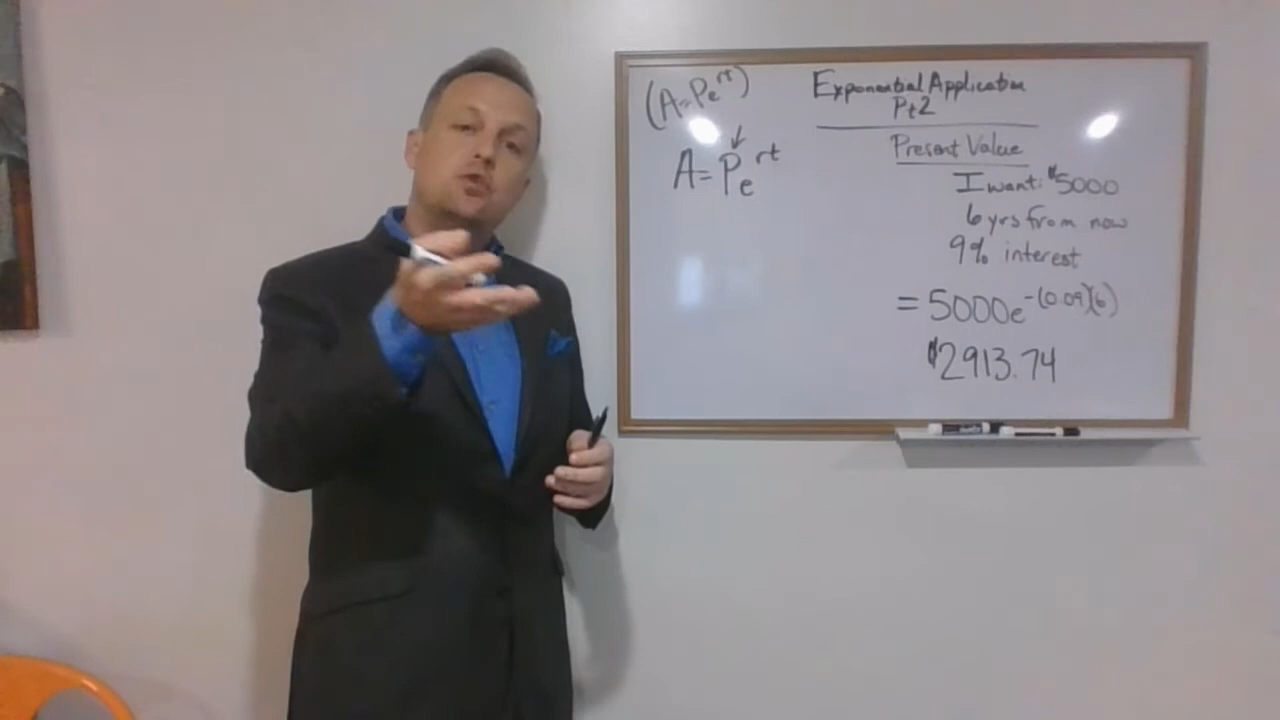 (A=Pe^rt)
A=Pe^rt
Exponential Application
Pt2
Present Value
I want: $5000
6 yrs from now
9% interest
= 5000e^-(0.09)(6)
$2913.74